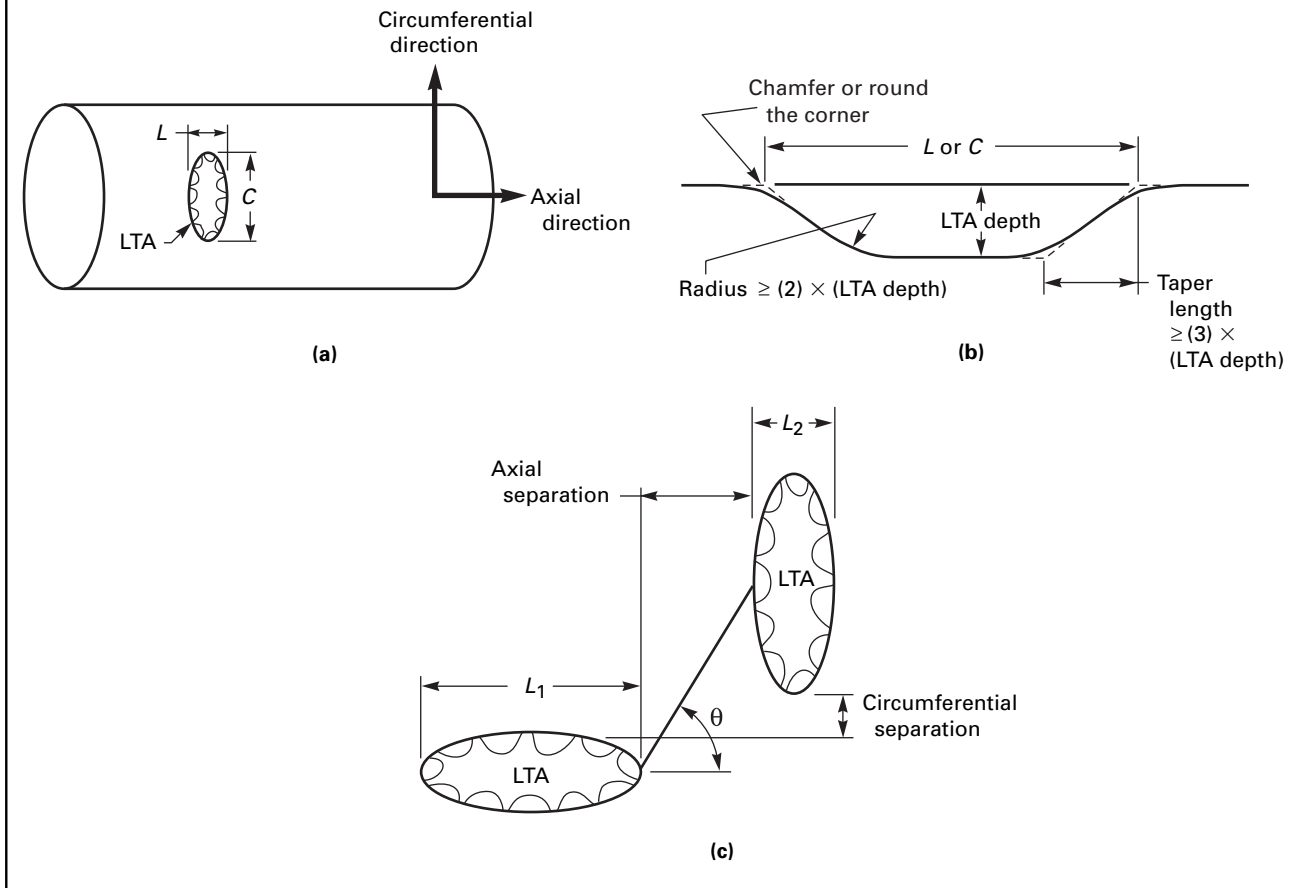 Circumferential
direction
L
C
LTA
Axial
direction
(a)
Chamfer or round
the corner
L or C
LTA depth
Radius ≥ (2) × (LTA depth)
Taper
length
≥ (3) ×
(LTA depth)
(b)
L₂
Axial
separation
LTA
L₁
θ
Circumferential
separation
LTA
(c)